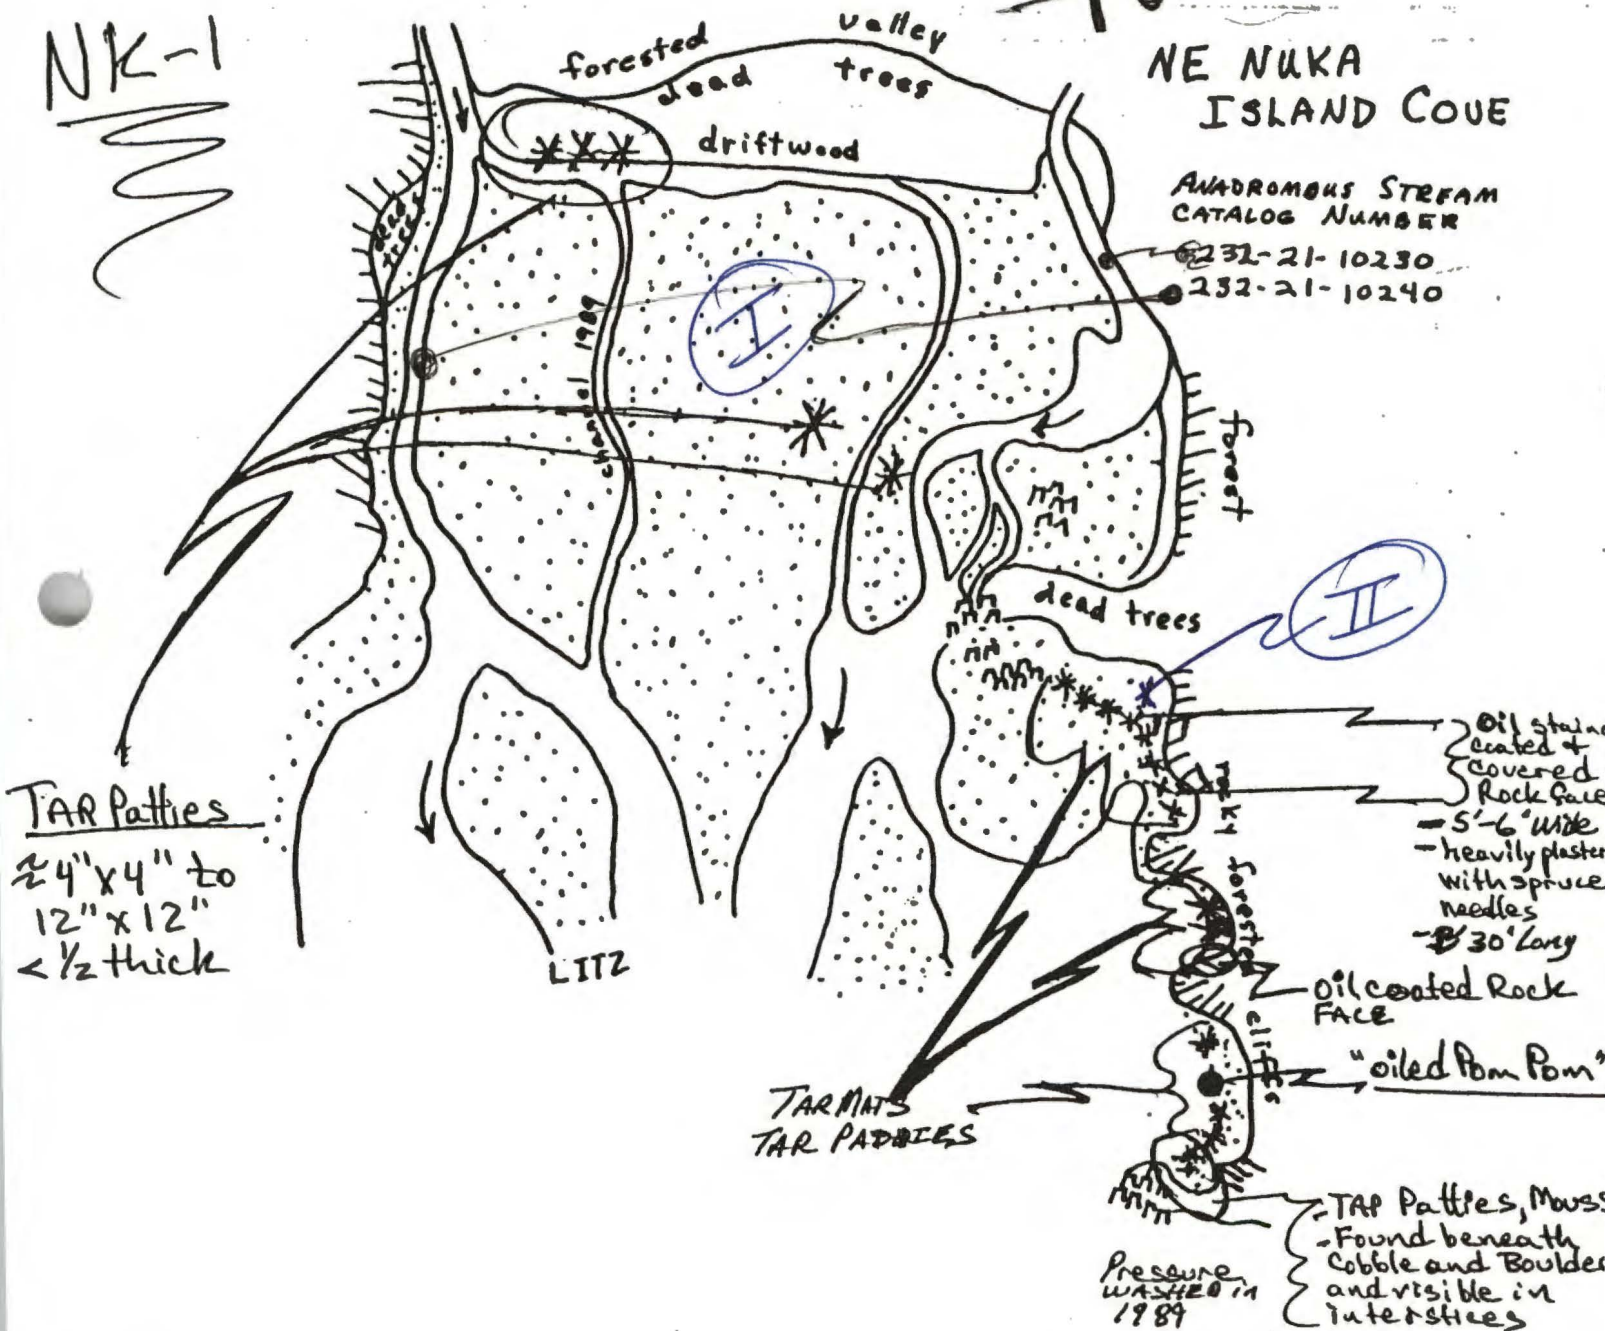 NK-1
forested valley
dead trees
driftwood
NE NUKA
ISLAND COVE
ANADROMOUS STREAM
CATALOG NUMBER
232-21-10230
232-21-10240
dead trees
channel 1989
I
forest
dead trees
II
TAR Patties
≈ 4"x4" to
12"x12"
< 1/2 thick
LITZ
Oil stain
coated +
covered
Rock face
- 5'-6' wide
- heavily plaster
with spruce
needles
- 30' Long
rocky forested cliffs
oil coated Rock
FACE
"oiled Pom Pom"
TAR MATS
TAR PADDIES
- TAR Patties, Mouss
- Found beneath
Cobble and Boulder
and visible in
interstices
Pressure
WASHED in
1989